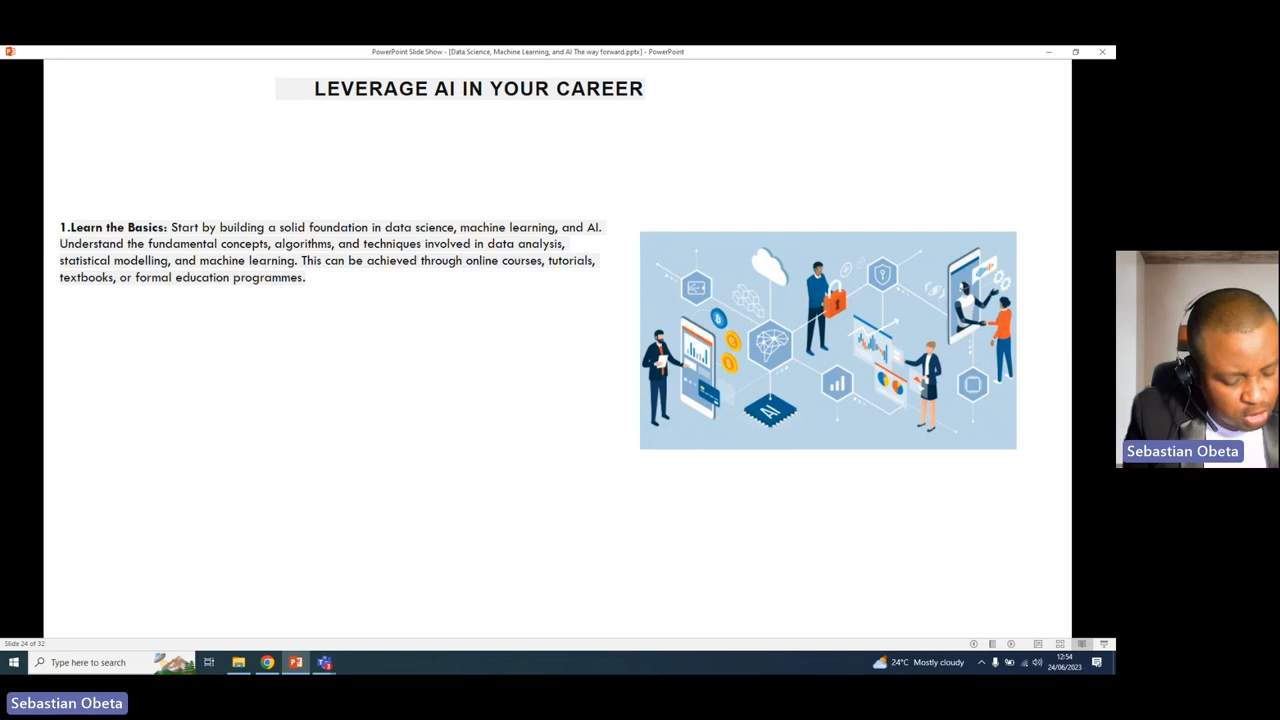 PowerPoint Slide Show - [Data Science, Machine Learning, and AI The way forward.pptx] - PowerPoint
LEVERAGE AI IN YOUR CAREER
1.Learn the Basics: Start by building a solid foundation in data science, machine learning, and AI.
Understand the fundamental concepts, algorithms, and techniques involved in data analysis,
statistical modelling, and machine learning. This can be achieved through online courses, tutorials,
textbooks, or formal education programmes.
AI
Sebastian Obeta
Slide 24 of 32
Type here to search
24°C Mostly cloudy
12:54
24/06/2023
Sebastian Obeta